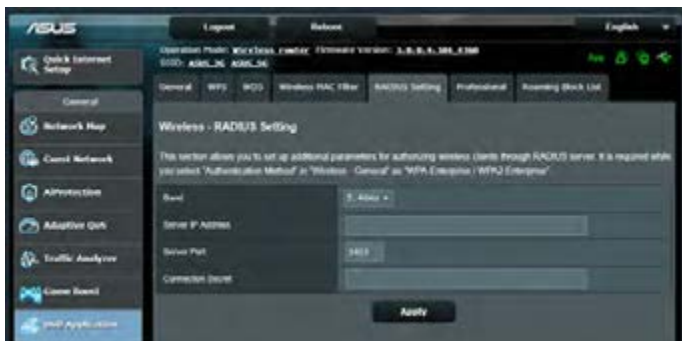 ASUS
Logout
Reboot
English
Quick Internet Setup
Operation Mode: Wireless router Firmware Version:
SSID:
App
General
WPS
WDS
Wireless MAC Filter
RADIUS Setting
Professional
Roaming Block List
General
Network Map
Guest Network
AiProtection
Adaptive QoS
Traffic Analyzer
Game Boost
USB Application
Wireless - RADIUS Setting
This section allows you to set up additional parameters for authorizing wireless clients through RADIUS server. It is required while
you select "Authentication Method" in "Wireless - General" as "WPA Enterprise / WPA2 Enterprise".
Band
Server IP Address
Server Port
Connection Secret
Apply